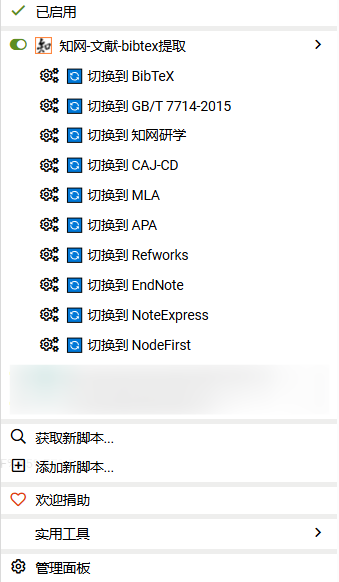 已启用
知网-文献-bibtex提取
切换到 BibTeX
切换到 GB/T 7714-2015
切换到 知网研学
切换到 CAJ-CD
切换到 MLA
切换到 APA
切换到 Refworks
切换到 EndNote
切换到 NoteExpress
切换到 NodeFirst
获取新脚本...
添加新脚本...
欢迎捐助
实用工具
管理面板